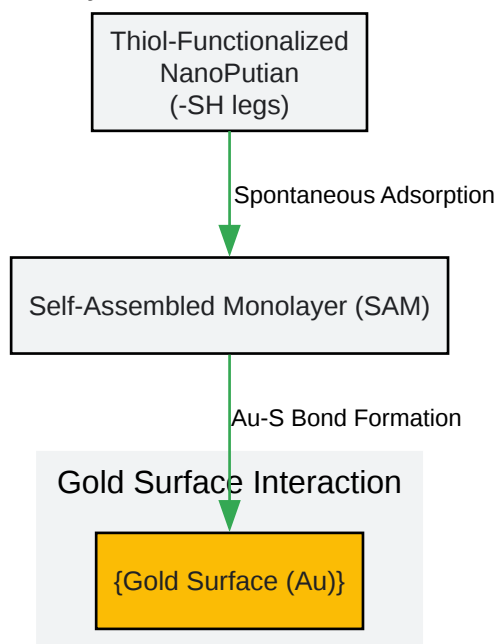 Thiol-Functionalized
NanoPutian
(-SH legs)
Spontaneous Adsorption
Self-Assembled Monolayer (SAM)
Au-S Bond Formation
Gold Surface Interaction
{Gold Surface (Au)}